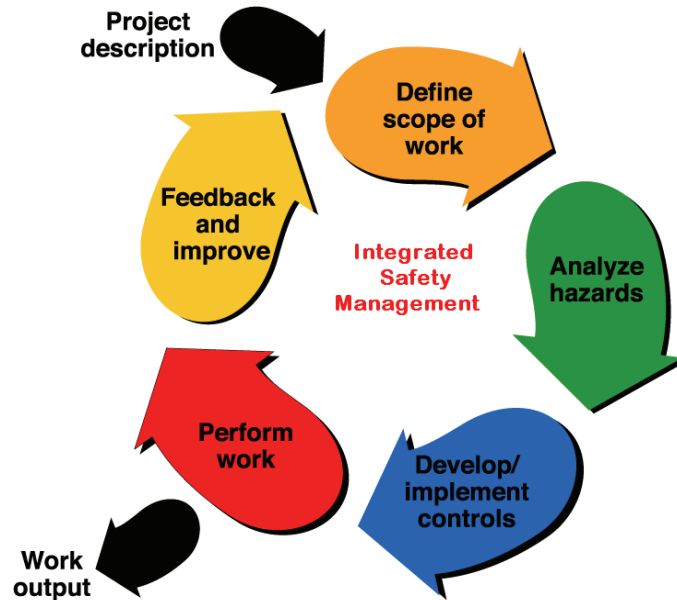 Project
description
Define
scope of
work
Analyze
hazards
Develop/
implement
controls
Perform
work
Work
output
Feedback
and
improve
Integrated
Safety
Management